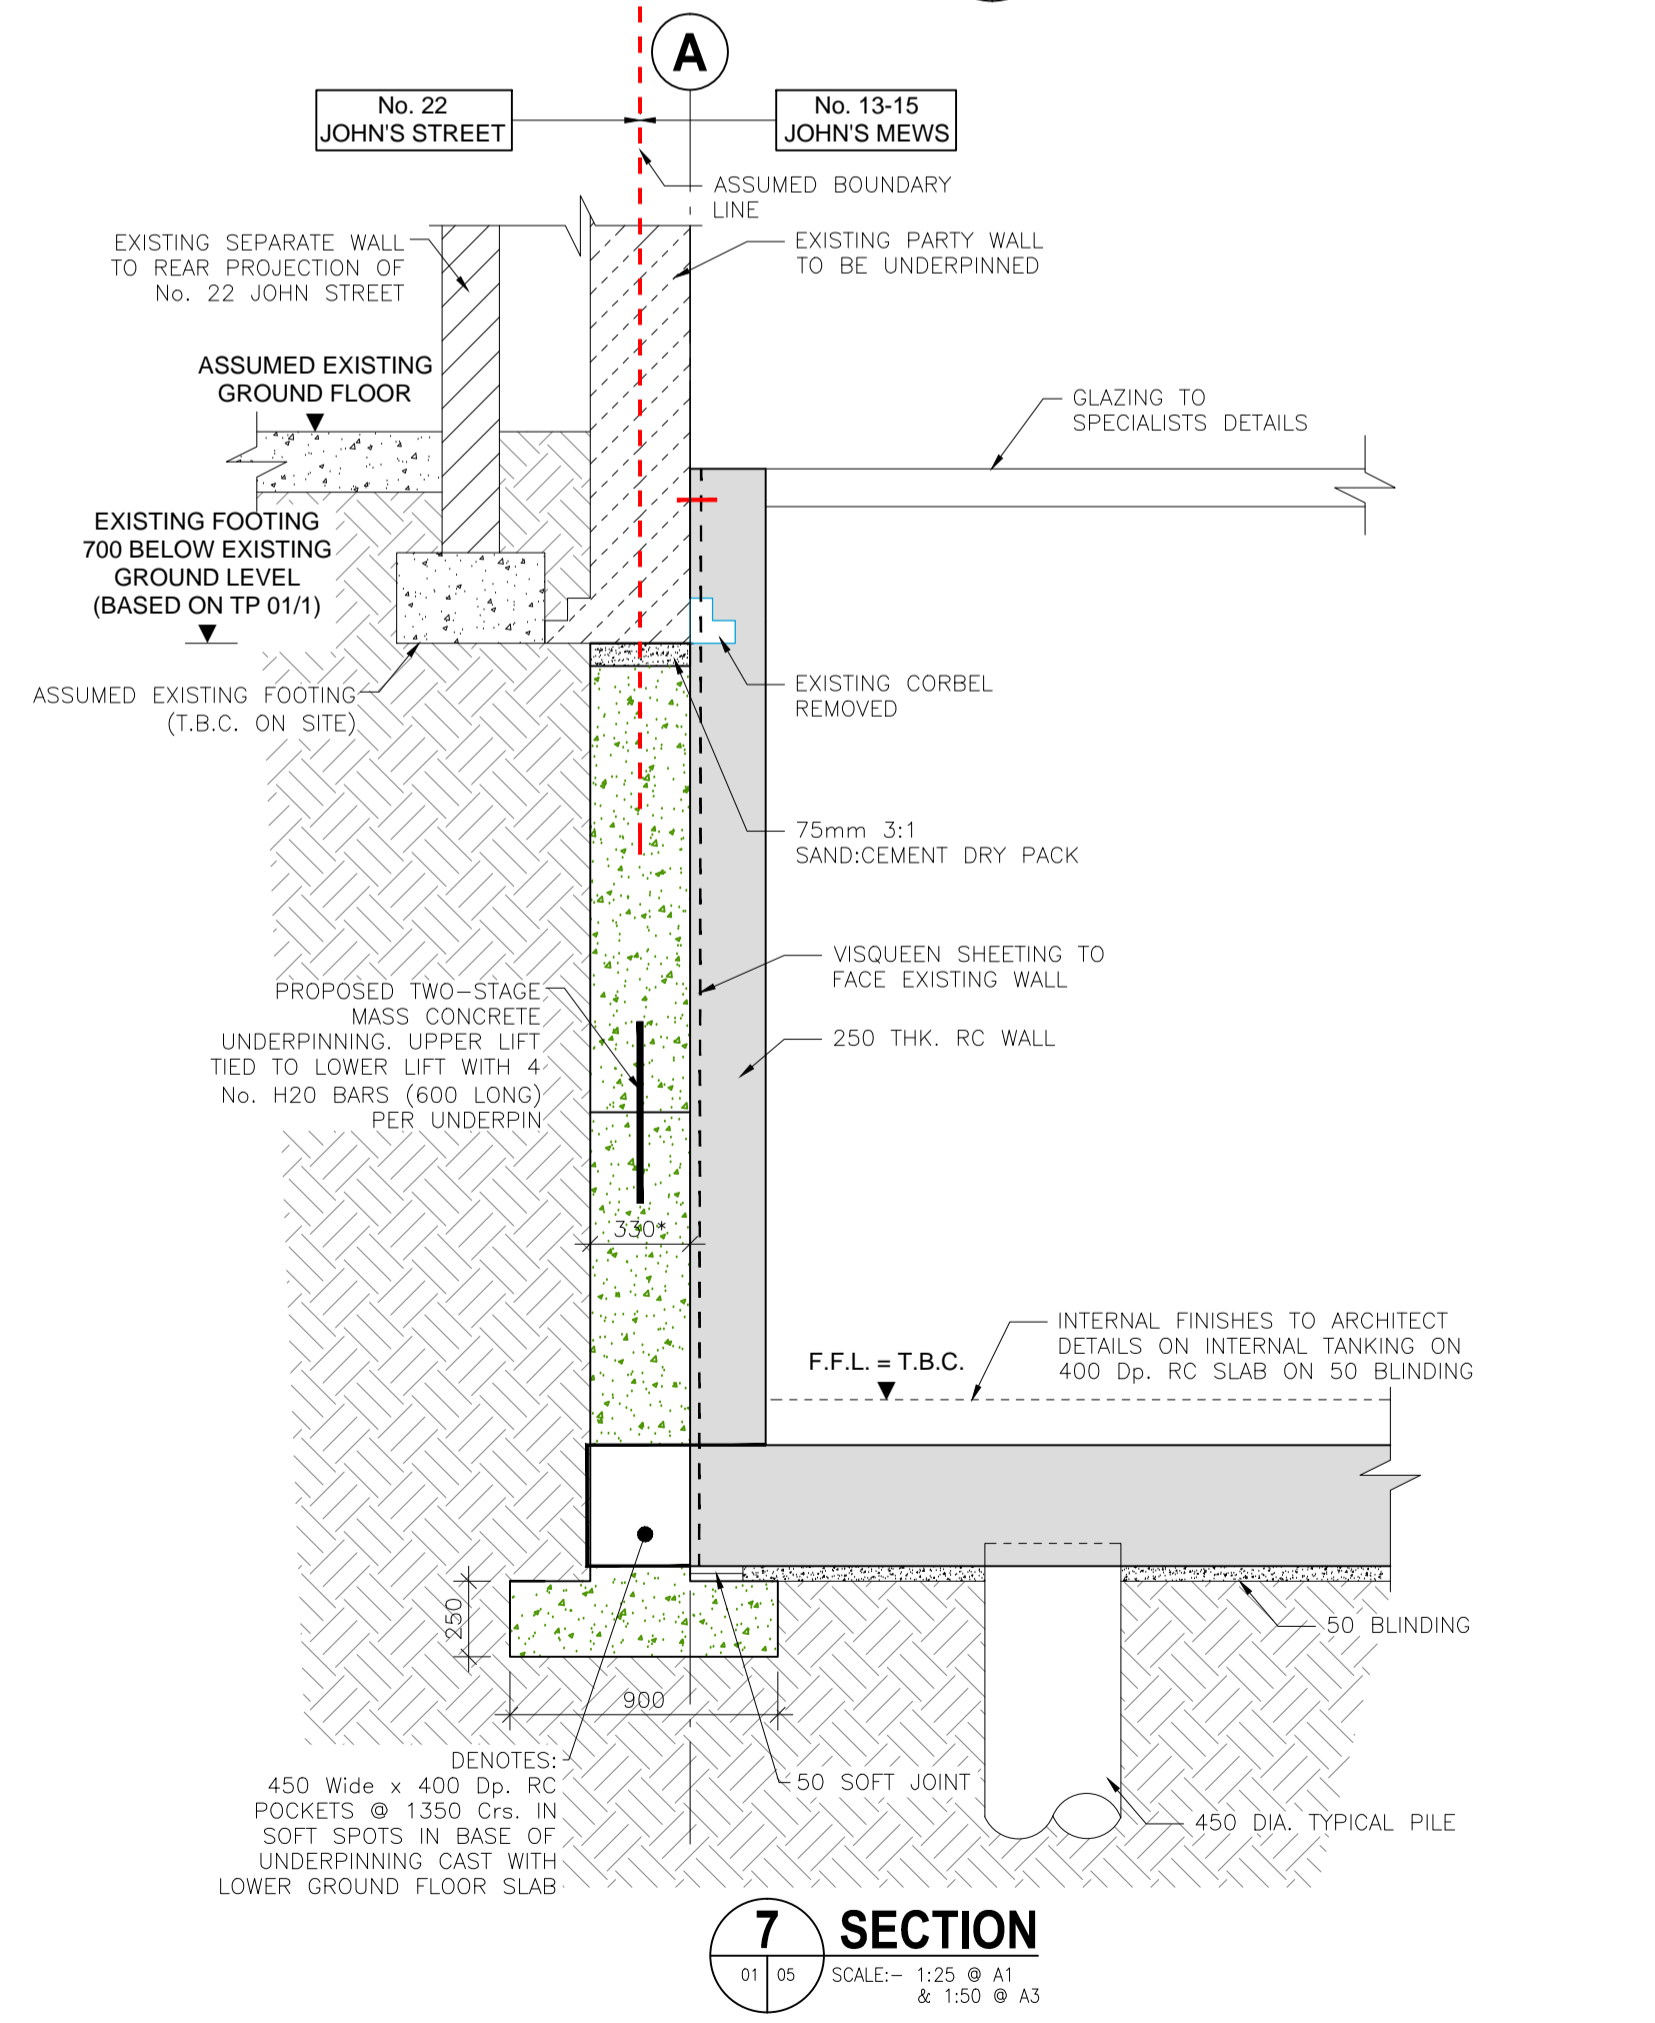 A
No. 22
JOHN'S STREET
No. 13-15
JOHN'S MEWS
ASSUMED BOUNDARY
LINE
EXISTING SEPARATE WALL
TO REAR PROJECTION OF
No. 22 JOHN STREET
EXISTING PARTY WALL
TO BE UNDERPINNED
ASSUMED EXISTING
GROUND FLOOR
GLAZING TO
SPECIALISTS DETAILS
EXISTING FOOTING
700 BELOW EXISTING
GROUND LEVEL
(BASED ON TP 01/1)
ASSUMED EXISTING FOOTING
(T.B.C. ON SITE)
EXISTING CORBEL
REMOVED
75mm 3:1
SAND:CEMENT DRY PACK
VISQUEEN SHEETING TO
FACE EXISTING WALL
PROPOSED TWO-STAGE
MASS CONCRETE
UNDERPINNING. UPPER LIFT
TIED TO LOWER LIFT WITH 4
No. H20 BARS (600 LONG)
PER UNDERPIN
250 THK. RC WALL
330*
INTERNAL FINISHES TO ARCHITECT
DETAILS ON INTERNAL TANKING ON
400 Dp. RC SLAB ON 50 BLINDING
F.F.L. = T.B.C.
250
50 BLINDING
900
DENOTES:
450 Wide x 400 Dp. RC
POCKETS @ 1350 Crs. IN
SOFT SPOTS IN BASE OF
UNDERPINNING CAST WITH
LOWER GROUND FLOOR SLAB
50 SOFT JOINT
450 DIA. TYPICAL PILE
7 SECTION
01 05 SCALE:- 1:25 @ A1
& 1:50 @ A3